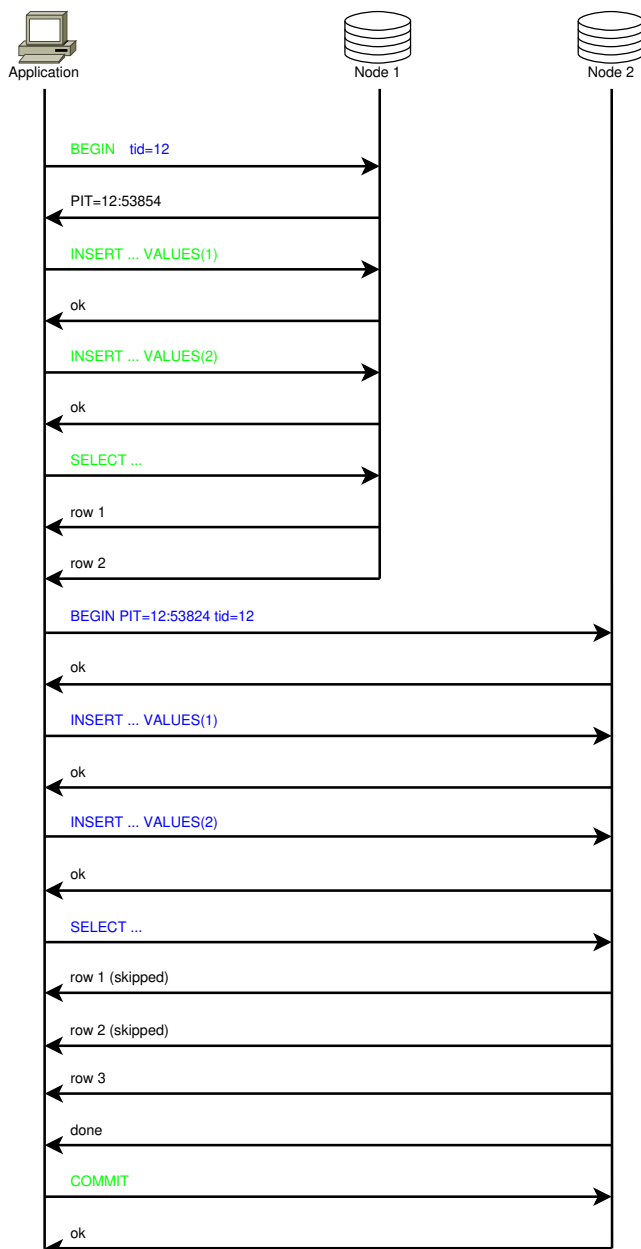 Application Node 1 Node 2
BEGIN tid=12
PIT=12:53854
INSERT ... VALUES(1)
ok
INSERT ... VALUES(2)
ok
SELECT ...
row 1
row 2
BEGIN PIT=12:53824 tid=12
ok
INSERT ... VALUES(1)
ok
INSERT ... VALUES(2)
ok
SELECT ...
row 1 (skipped)
row 2 (skipped)
row 3
done
COMMIT
ok